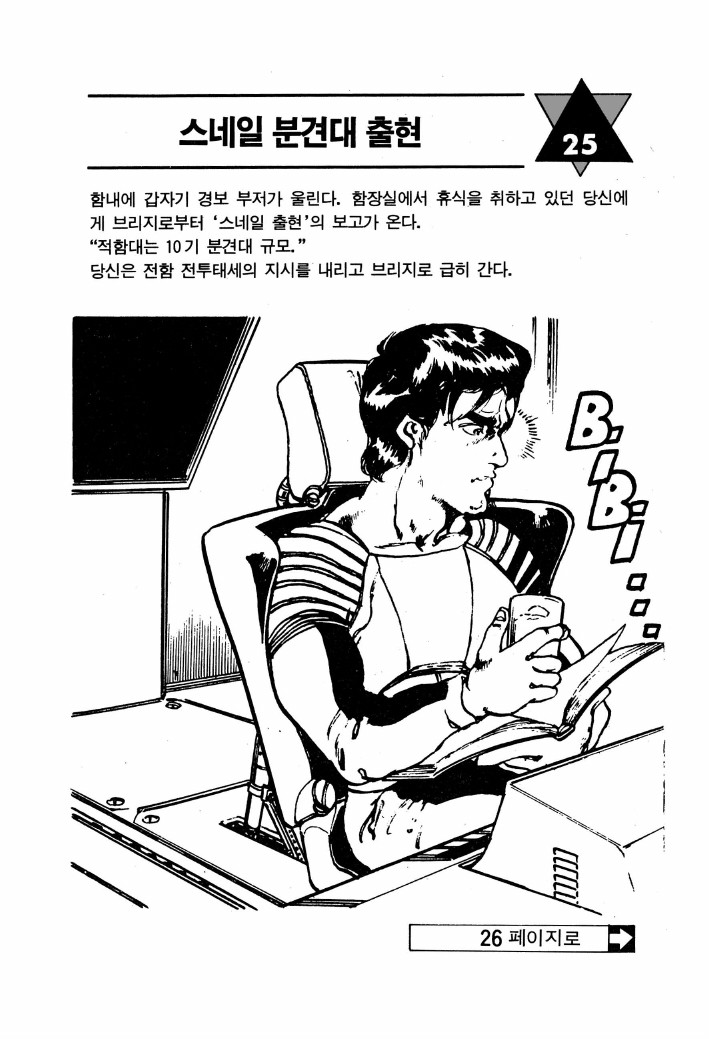 스네일 분견대 출현
25
함내에 갑자기 경보 부저가 울린다. 함장실에서 휴식을 취하고 있던 당신에
게 브리지로부터 ‘스네일 출현’의 보고가 온다.
“적함대는 10기 분견대 규모.”
당신은 전함 전투태세의 지시를 내리고 브리지로 급히 간다.
B.
i
B.
i
26 페이지로